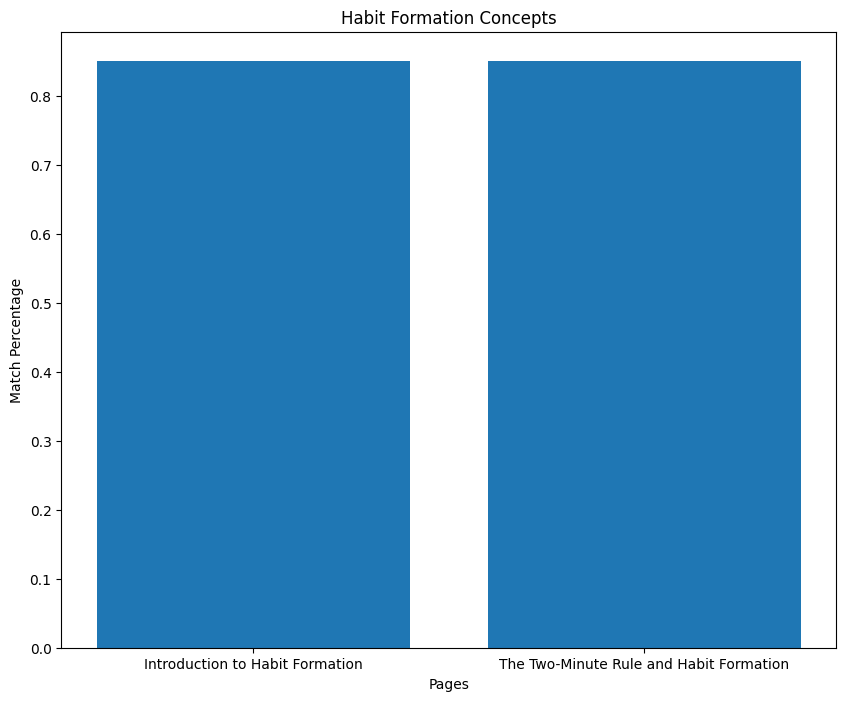 Habit Formation Concepts
Match Percentage
0.8
0.7
0.6
0.5
0.4
0.3
0.2
0.1
0.0
Introduction to Habit Formation
The Two-Minute Rule and Habit Formation
Pages